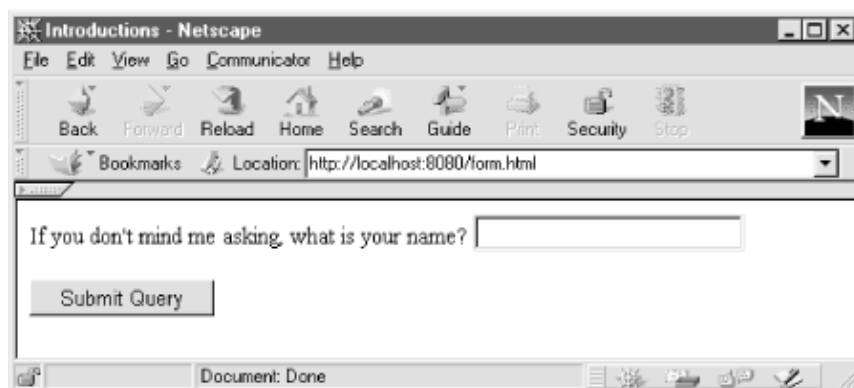 Introductions - Netscape
File Edit View Go Communicator Help
Back Forward Reload Home Search Guide Print Security Stop
N
Bookmarks Location: http://localhost:8080/form.html
If you don't mind me asking, what is your name?
Submit Query
Document: Done